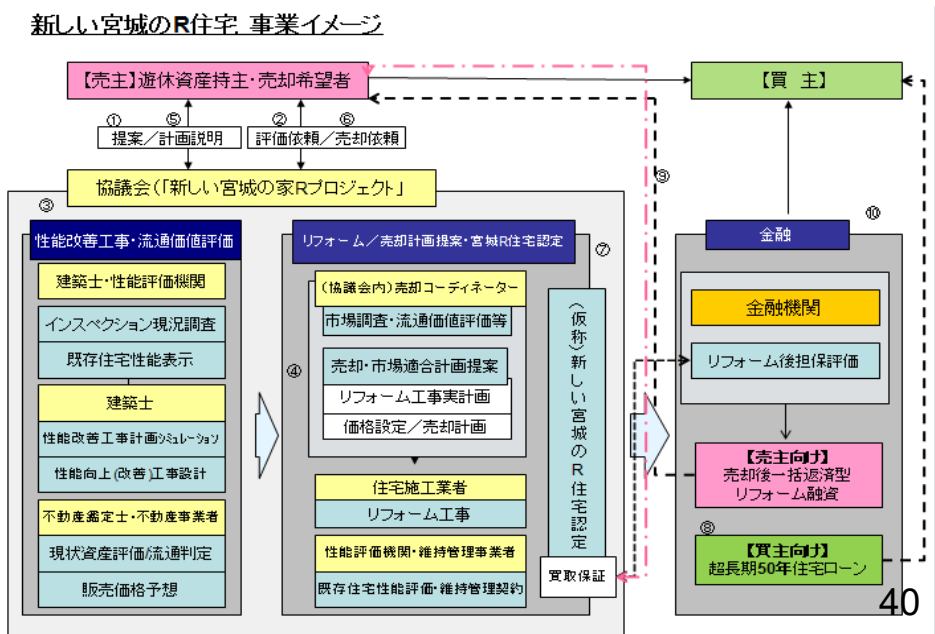 新しい宮城のR住宅 事業イメージ
【売主】遊休資産持主・売却希望者
【買 主】
① ⑤
提案／計画説明
② ⑥
評価依頼／売却依頼
協議会(「新しい宮城の家Rプロジェクト」
⑨
③
性能改善工事・流通価値評価
建築士・性能評価機関
インスペクション現況調査
既存住宅性能表示
建築士
性能改善工事計画シミュレーション
性能向上(改善)工事設計
不動産鑑定士・不動産事業者
現状資産評価/流通判定
販売価格予想
リフォーム／売却計画提案・宮城R住宅認定
⑦
(協議会内)売却コーディネーター
市場調査・流通価値評価等
④
売却・市場適合計画提案
リフォーム工事実計画
価格設定／売却計画
住宅施工業者
リフォーム工事
性能評価機関・維持管理事業者
既存住宅性能評価・維持管理契約
(仮称)新しい宮城のR住宅認定
買取保証
⑩
金融
金融機関
リフォーム後担保評価
【売主向け】
売却後一括返済型
リフォーム融資
⑧
【買主向け】
超長期50年住宅ローン
40